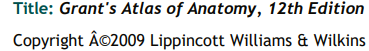 Title: Grant's Atlas of Anatomy, 12th Edition
Copyright Â©2009 Lippincott Williams & Wilkins